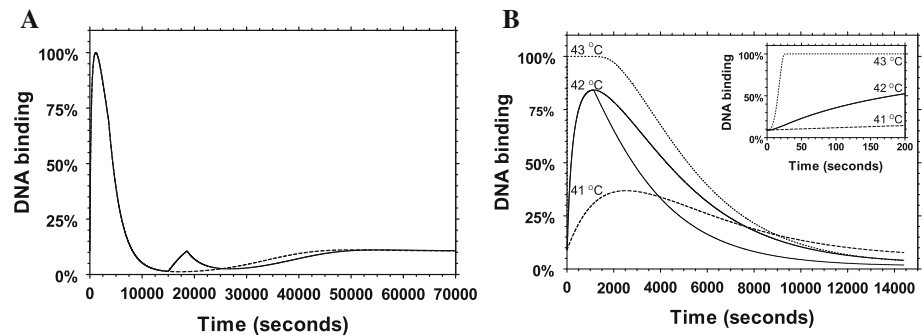 A
DNA binding
100%
75%
50%
25%
0%
0 10000 20000 30000 40000 50000 60000 70000
Time (seconds)
B
DNA binding
100%
75%
50%
25%
0%
43 °C
42 °C
41 °C
0 2000 4000 6000 8000 10000 12000 14000
Time (seconds)
DNA binding
100%
50%
0%
43 °C
42 °C
41 °C
0 50 100 150 200
Time (seconds)